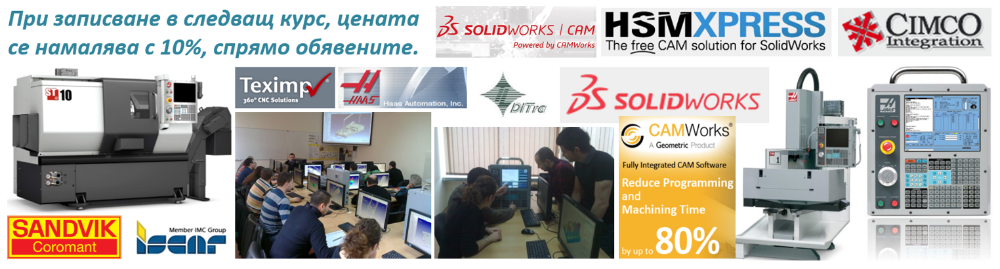 При записване в следващ курс, цената
се намалява с 10%, спрямо обявените.
SOLIDWORKS | CAM
Powered by CAMWorks
HSMXPRESS
The free CAM solution for SolidWorks
CIMCO
Integration
ST 10
Teximp
360° CNC Solutions
HAAS
Haas Automation, Inc.
DiTra
SOLIDWORKS
CAMWorks®
A Geometric Product
Fully Integrated CAM Software
Reduce Programming
and
Machining Time
by up to 80%
HAAS
HAAS
SANDVIK
Coromant
Member IMC Group
iscar